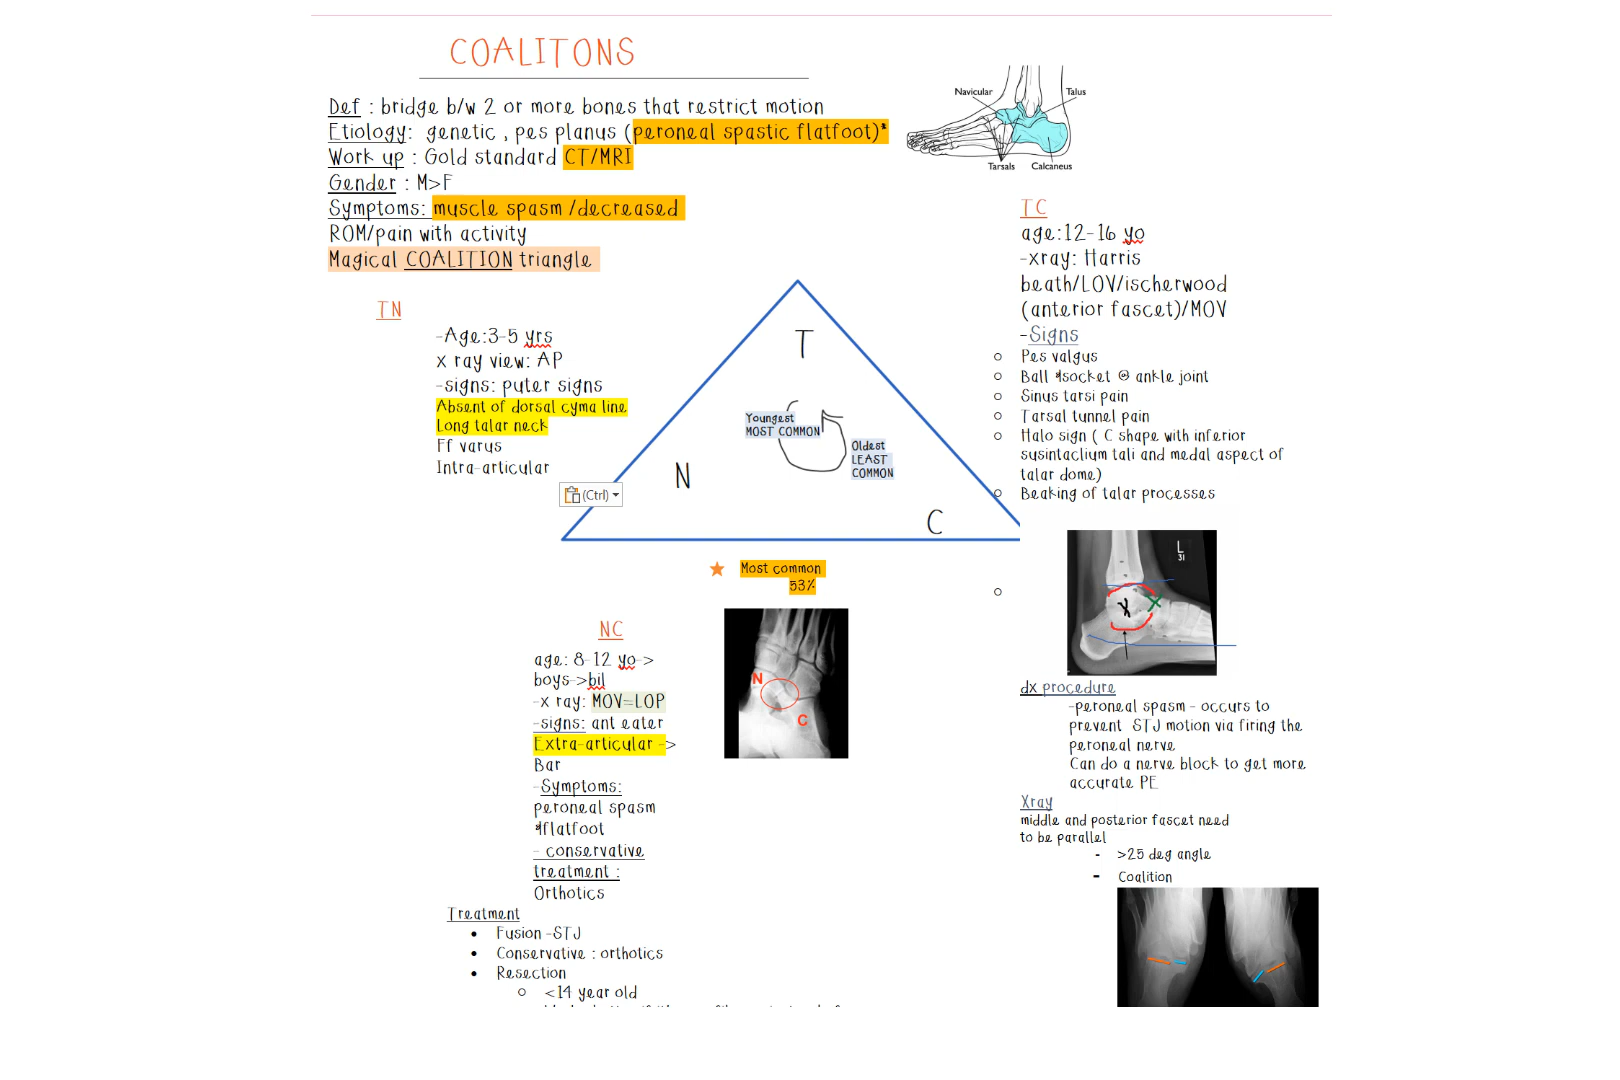 COALITONS
Def : bridge b/w 2 or more bones that restrict motion
Etiology: genetic , pes planus (peroneal spastic flatfoot)*
Work up : Gold standard CT/MRI
Gender : M>F
Symptoms: muscle spasm /decreased
ROM/pain with activity
Magical COALITION triangle
Navicular
Talus
Tarsals
Calcaneus
TN
-Age:3-5 yrs
x ray view: AP
-signs: puter signs
Absent of dorsal cyma line
Long talar neck
Ff varus
Intra-articular
(Ctrl)
T
N
C
Youngest
MOST COMMON
Oldest
LEAST
COMMON
TC
age:12-16 yo
-xray: Harris
beath/LOV/ischerwood
(anterior fascet)/MOV
-Signs
o Pes valgus
o Ball &socket @ ankle joint
o Sinus tarsi pain
o Tarsal tunnel pain
o Halo sign ( C shape with inferior
susintaclium tali and medal aspect of
talar dome)
o Beaking of talar processes
o
L
31
Most common
53%
NC
age: 8-12 yo->
boys->bil
-x ray: MOV=LOP
-signs: ant eater
Extra-articular ->
Bar
-Symptoms:
peroneal spasm
&flatfoot
- conservative
treatment :
Orthotics
N
C
dx procedure
-peroneal spasm - occurs to
prevent STJ motion via firing the
peroneal nerve
Can do a nerve block to get more
accurate PE
Xray
middle and posterior fascet need
to be parallel
- >25 deg angle
- Coalition
Treatment
• Fusion -STJ
• Conservative : orthotics
• Resection
o <14 year old